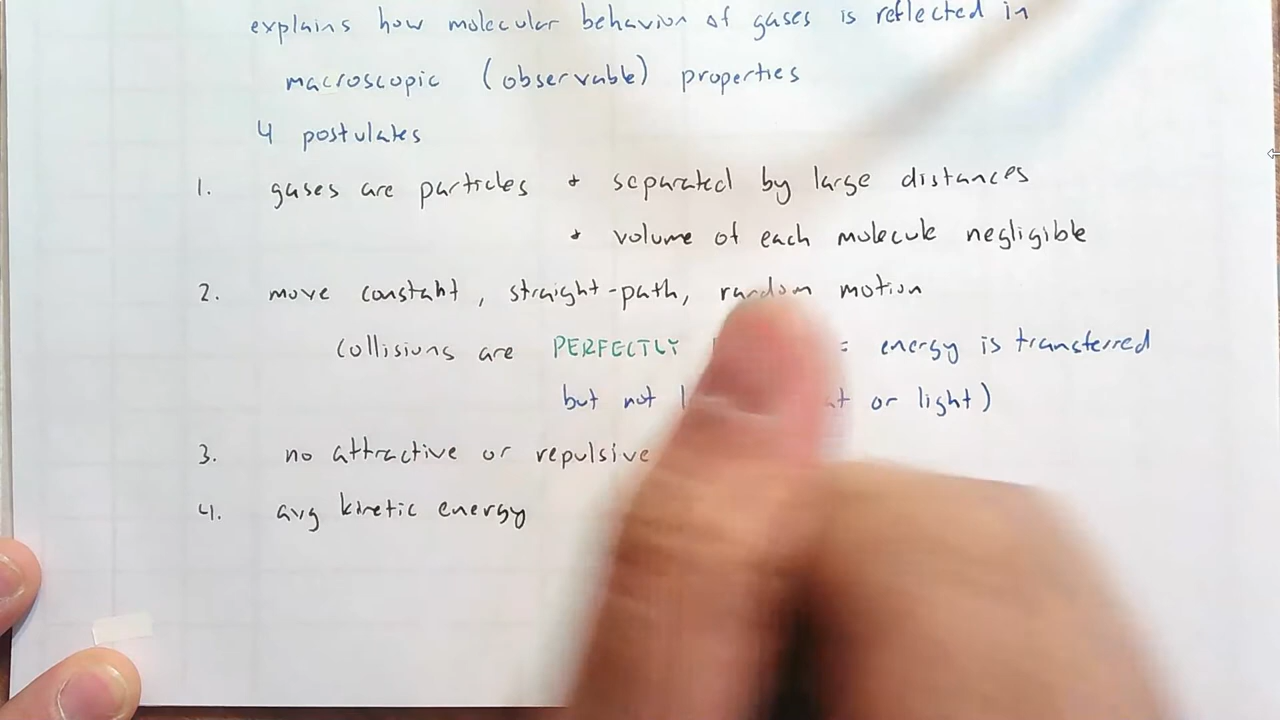 explains how molecular behavior of gases is reflected in
macroscopic (observable) properties
4 postulates
1. gases are particles + separated by large distances
+ volume of each molecule negligible
2. move constant, straight-path, random motion
collisions are PERFECTLY = energy is transferred
but not or light)
3. no attractive or repulsive
4. avg kinetic energy